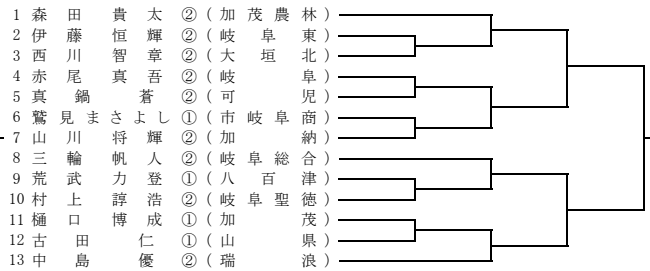 1 森田貴太 ② (加茂農林)
2 伊藤恒輝 ② (岐阜東)
3 西川智章 ② (大垣北)
4 赤尾真吾 ② (岐阜)
5 真鍋蒼 ② (可児)
6 鷲見まさよし ① (市岐阜商)
7 山川将輝 ② (加納)
8 三輪帆人 ② (岐阜総合)
9 荒武力登 ① (八百津)
10 村上諄浩 ② (岐阜聖徳)
11 樋口博成 ① (加茂)
12 古田仁 ① (山県)
13 中島優 ② (瑞浪)